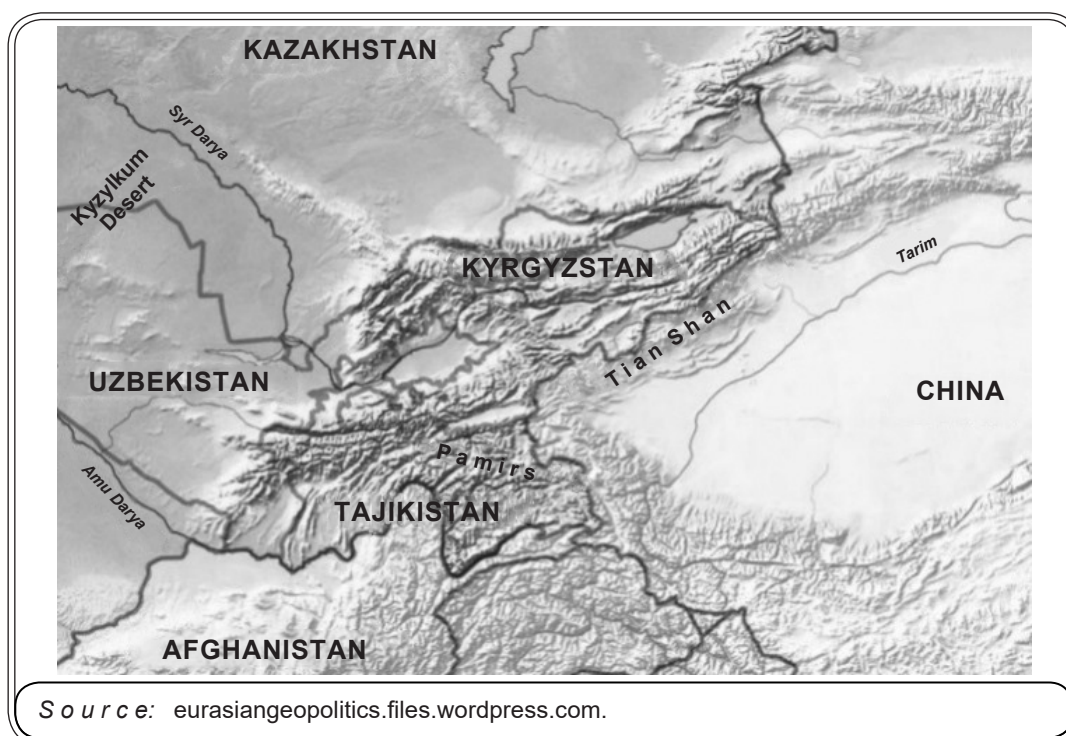 KAZAKHSTAN
Syr Darya
Kyzylkum
Desert
KYRGYZSTAN
Tarim
Tian Shan
UZBEKISTAN
CHINA
Pamirs
Amu Darya
TAJIKISTAN
AFGHANISTAN
Source: eurasiangeopolitics.files.wordpress.com.